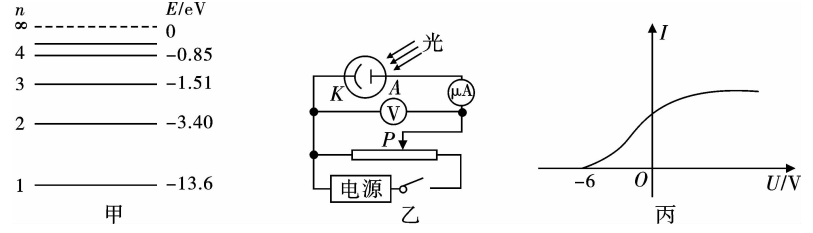 n E/eV
∞ 0
4 -0.85
3 -1.51
2 -3.40
1 -13.6
甲
光
K A μA
V
P
电源
乙
I
-6 O U/V
丙